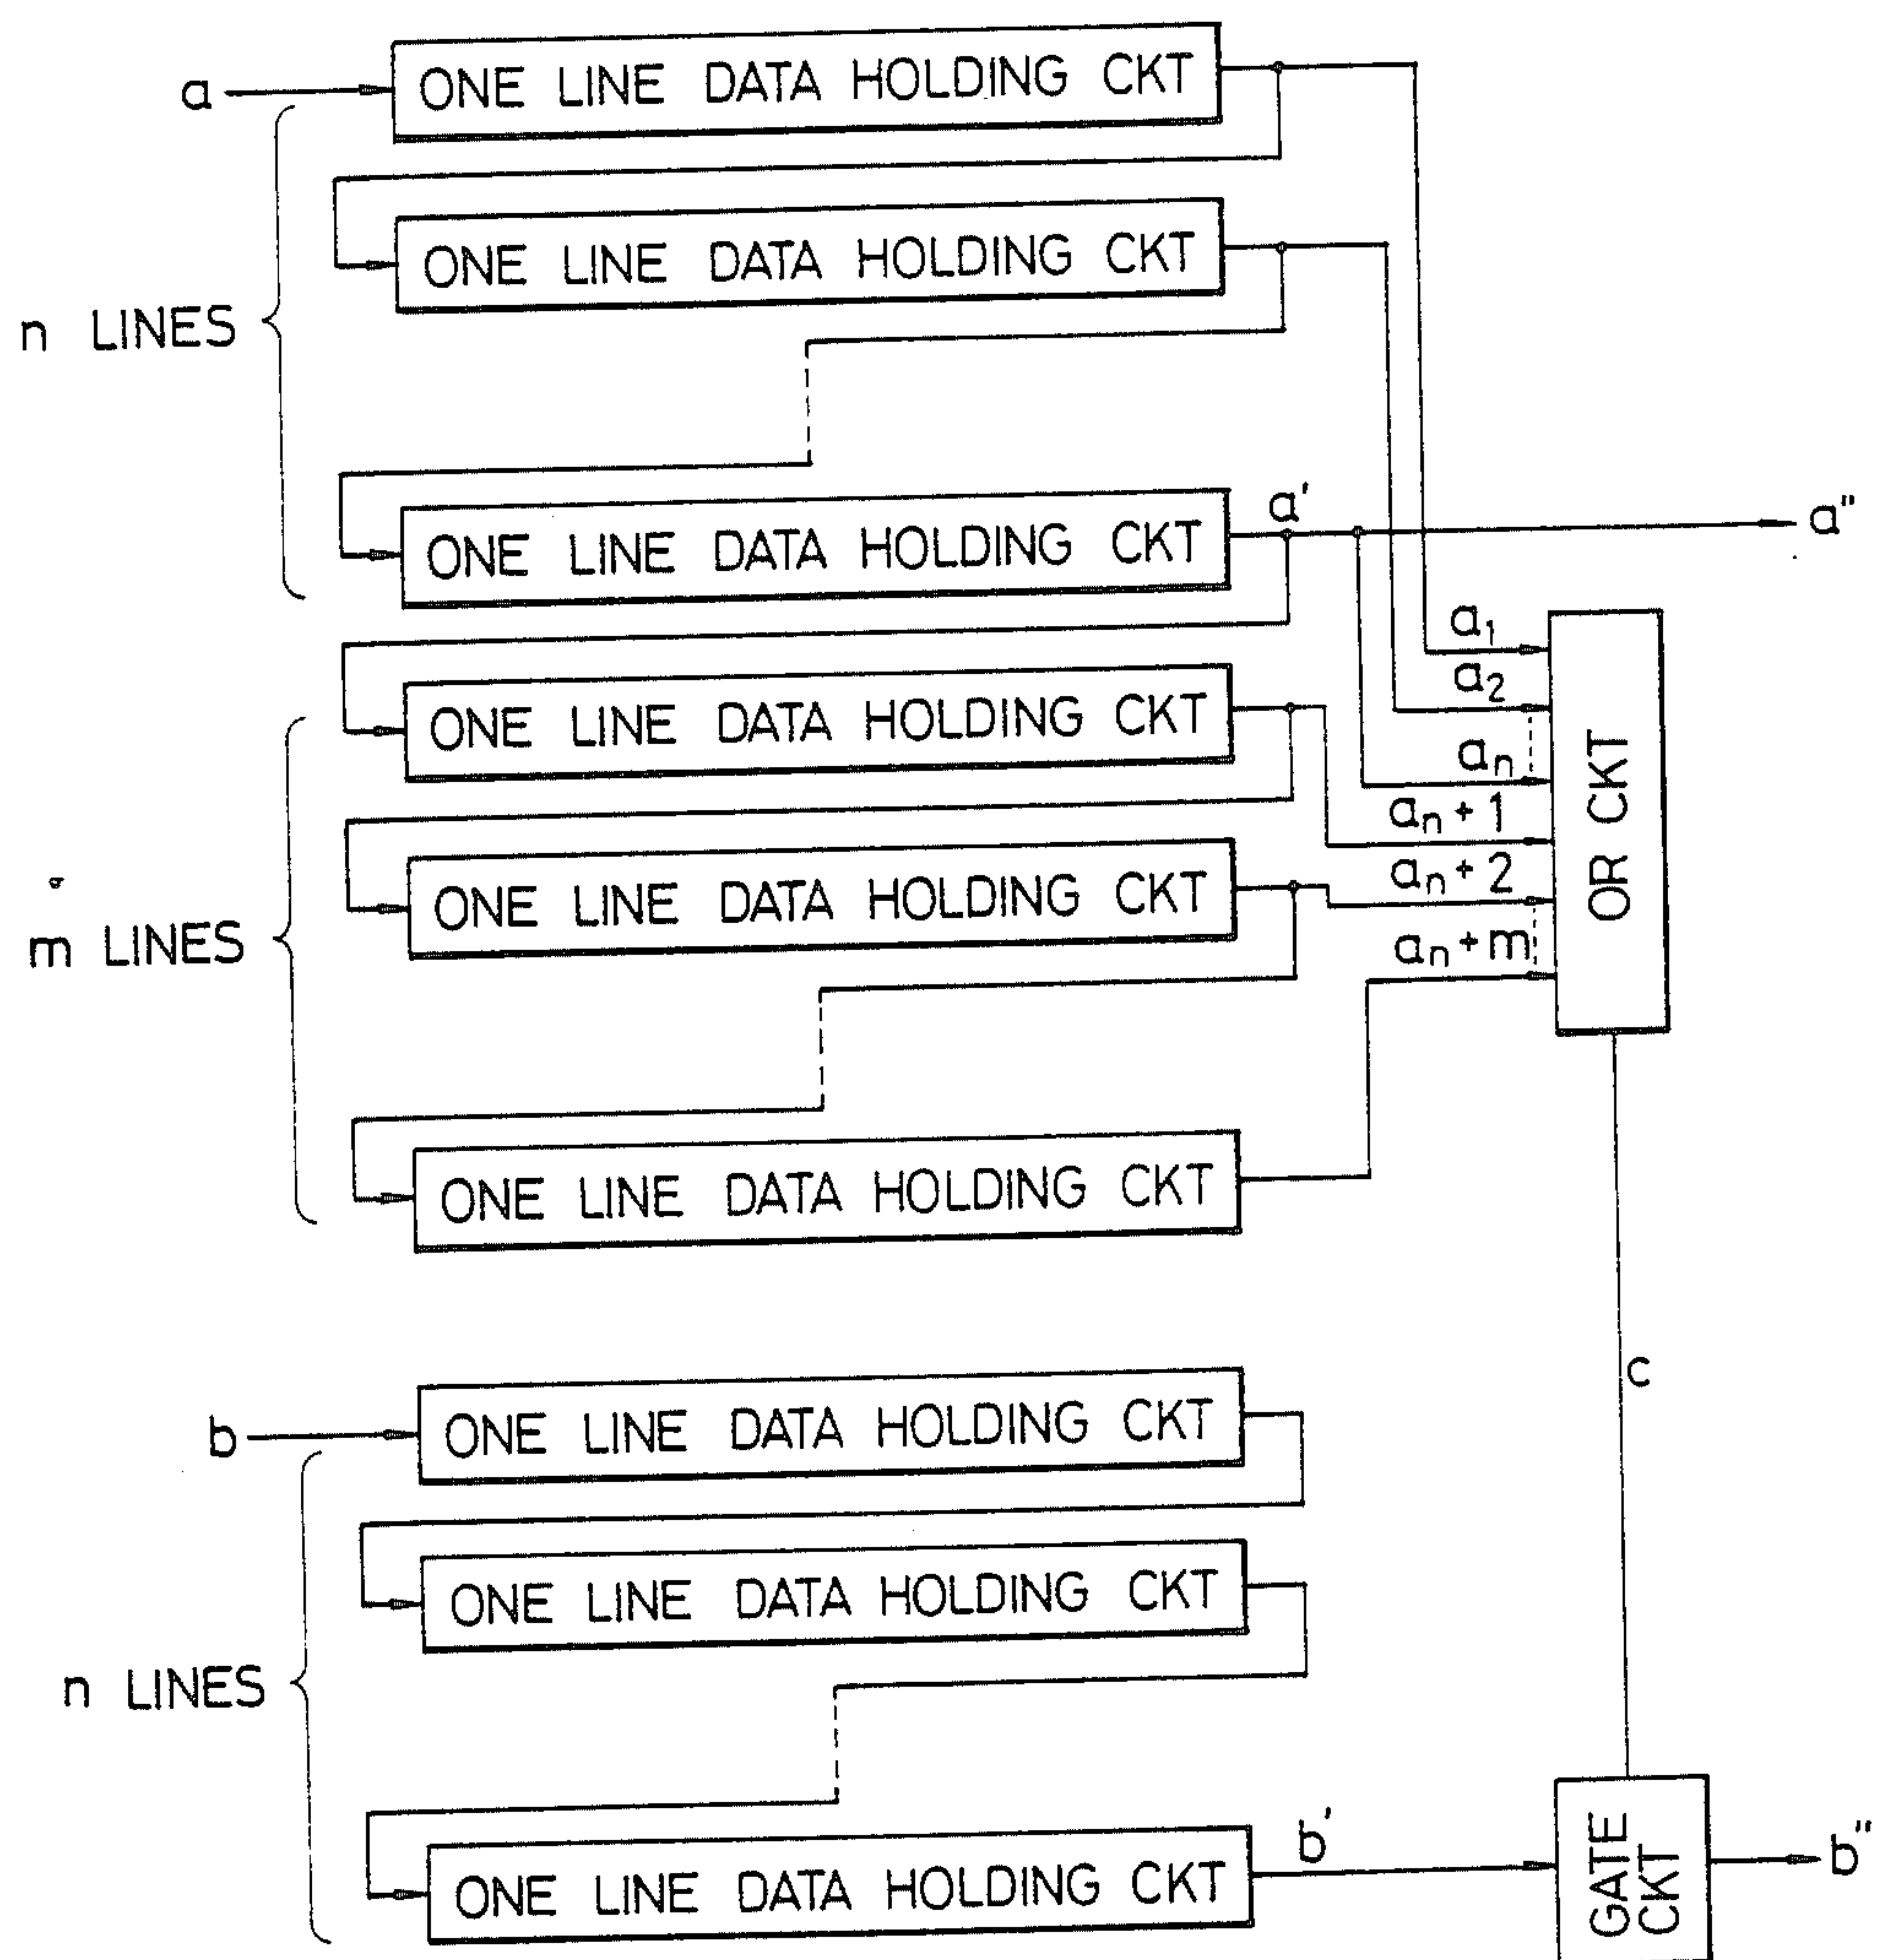 a
ONE LINE DATA HOLDING CKT
ONE LINE DATA HOLDING CKT
n LINES
ONE LINE DATA HOLDING CKT
a'
a"
a₁
a₂
aₙ
aₙ+1
aₙ+2
aₙ+m
OR CKT
ONE LINE DATA HOLDING CKT
ONE LINE DATA HOLDING CKT
m LINES
ONE LINE DATA HOLDING CKT
c
b
ONE LINE DATA HOLDING CKT
ONE LINE DATA HOLDING CKT
n LINES
ONE LINE DATA HOLDING CKT
b'
GATE
CKT
b"